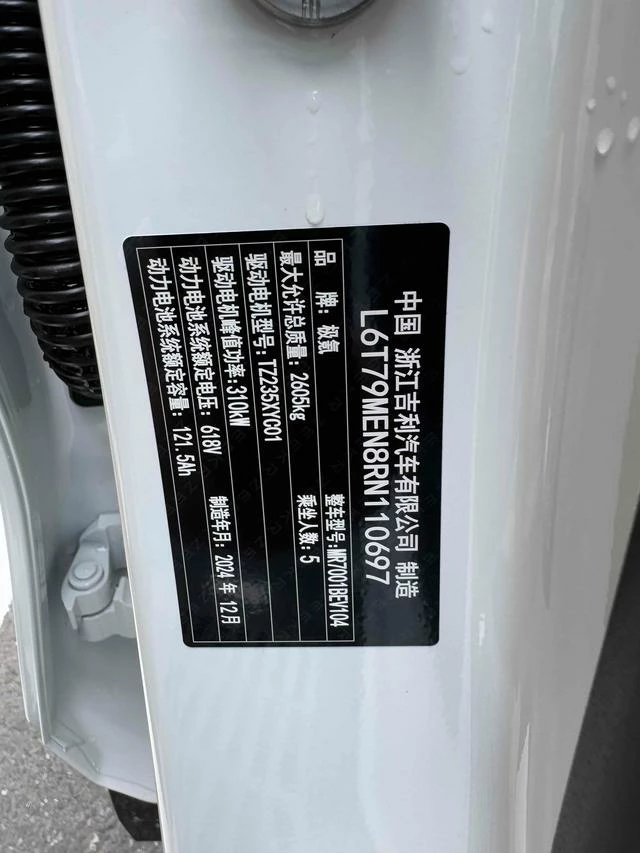 中国 浙江吉利汽车有限公司 制造
L6T79MEN8RN110697
品 牌: 极氪 整车型号:MR7001BEV104
最大允许总质量: 2605kg 乘坐人数: 5
驱动电机型号: TZ235XYC01
驱动电机峰值功率: 310kW
动力电池系统额定电压: 618V 制造年月: 2024 年 12月
动力电池系统额定容量: 121.5Ah